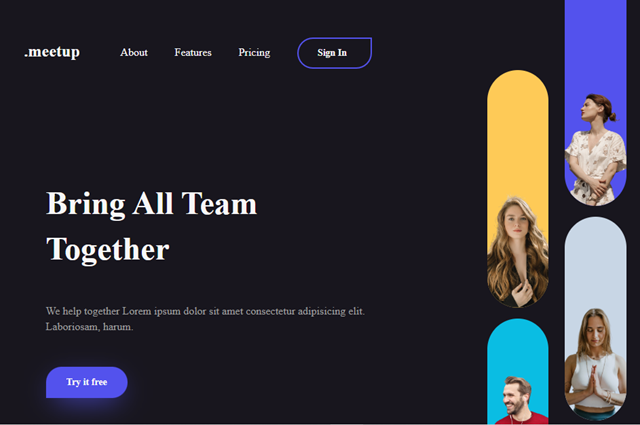 .meetup About Features Pricing Sign In
Bring All Team
Together
We help together Lorem ipsum dolor sit amet consectetur adipisicing elit.
Laboriosam, harum.
Try it free